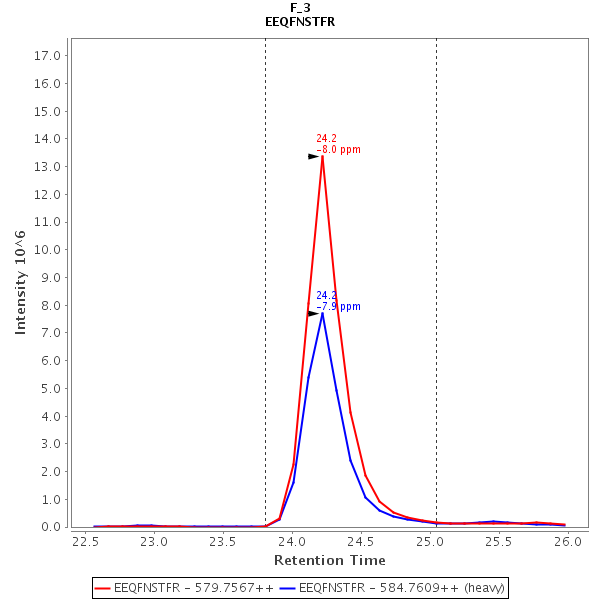 F_3
EEQFNSTFR
17.0
16.0
15.0
14.0
13.0
12.0
11.0
10.0
9.0
8.0
7.0
6.0
5.0
4.0
3.0
2.0
1.0
0.0
Intensity 10^6
24.2
-8.0 ppm
24.2
-7.9 ppm
22.5 23.0 23.5 24.0 24.5 25.0 25.5 26.0
Retention Time
EEQFNSTFR - 579.7567++ EEQFNSTFR - 584.7609++ (heavy)